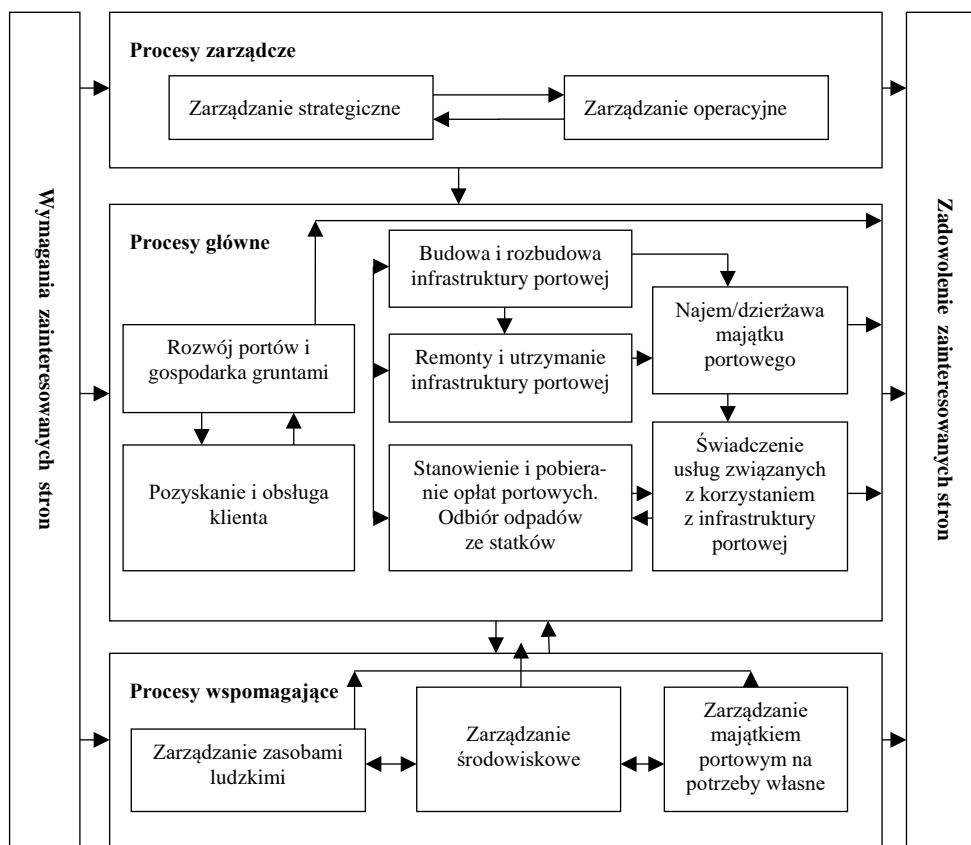 Wymagania zainteresowanych stron
Procesy zarządcze
Zarządzanie strategiczne
Zarządzanie operacyjne
Procesy główne
Budowa i rozbudowa
infrastruktury portowej
Najem/dzierżawa
majątku
portowego
Rozwój portów i
gospodarka gruntami
Remonty i utrzymanie
infrastruktury portowej
Pozyskanie i obsługa
klienta
Stanowienie i pobiera-
nie opłat portowych.
Odbiór odpadów
ze statków
Świadczenie
usług związanych
z korzystaniem
z infrastruktury
portowej
Procesy wspomagające
Zarządzanie zasobami
ludzkimi
Zarządzanie
środowiskowe
Zarządzanie
majątkiem
portowym na
potrzeby własne
Zadowolenie zainteresowanych stron